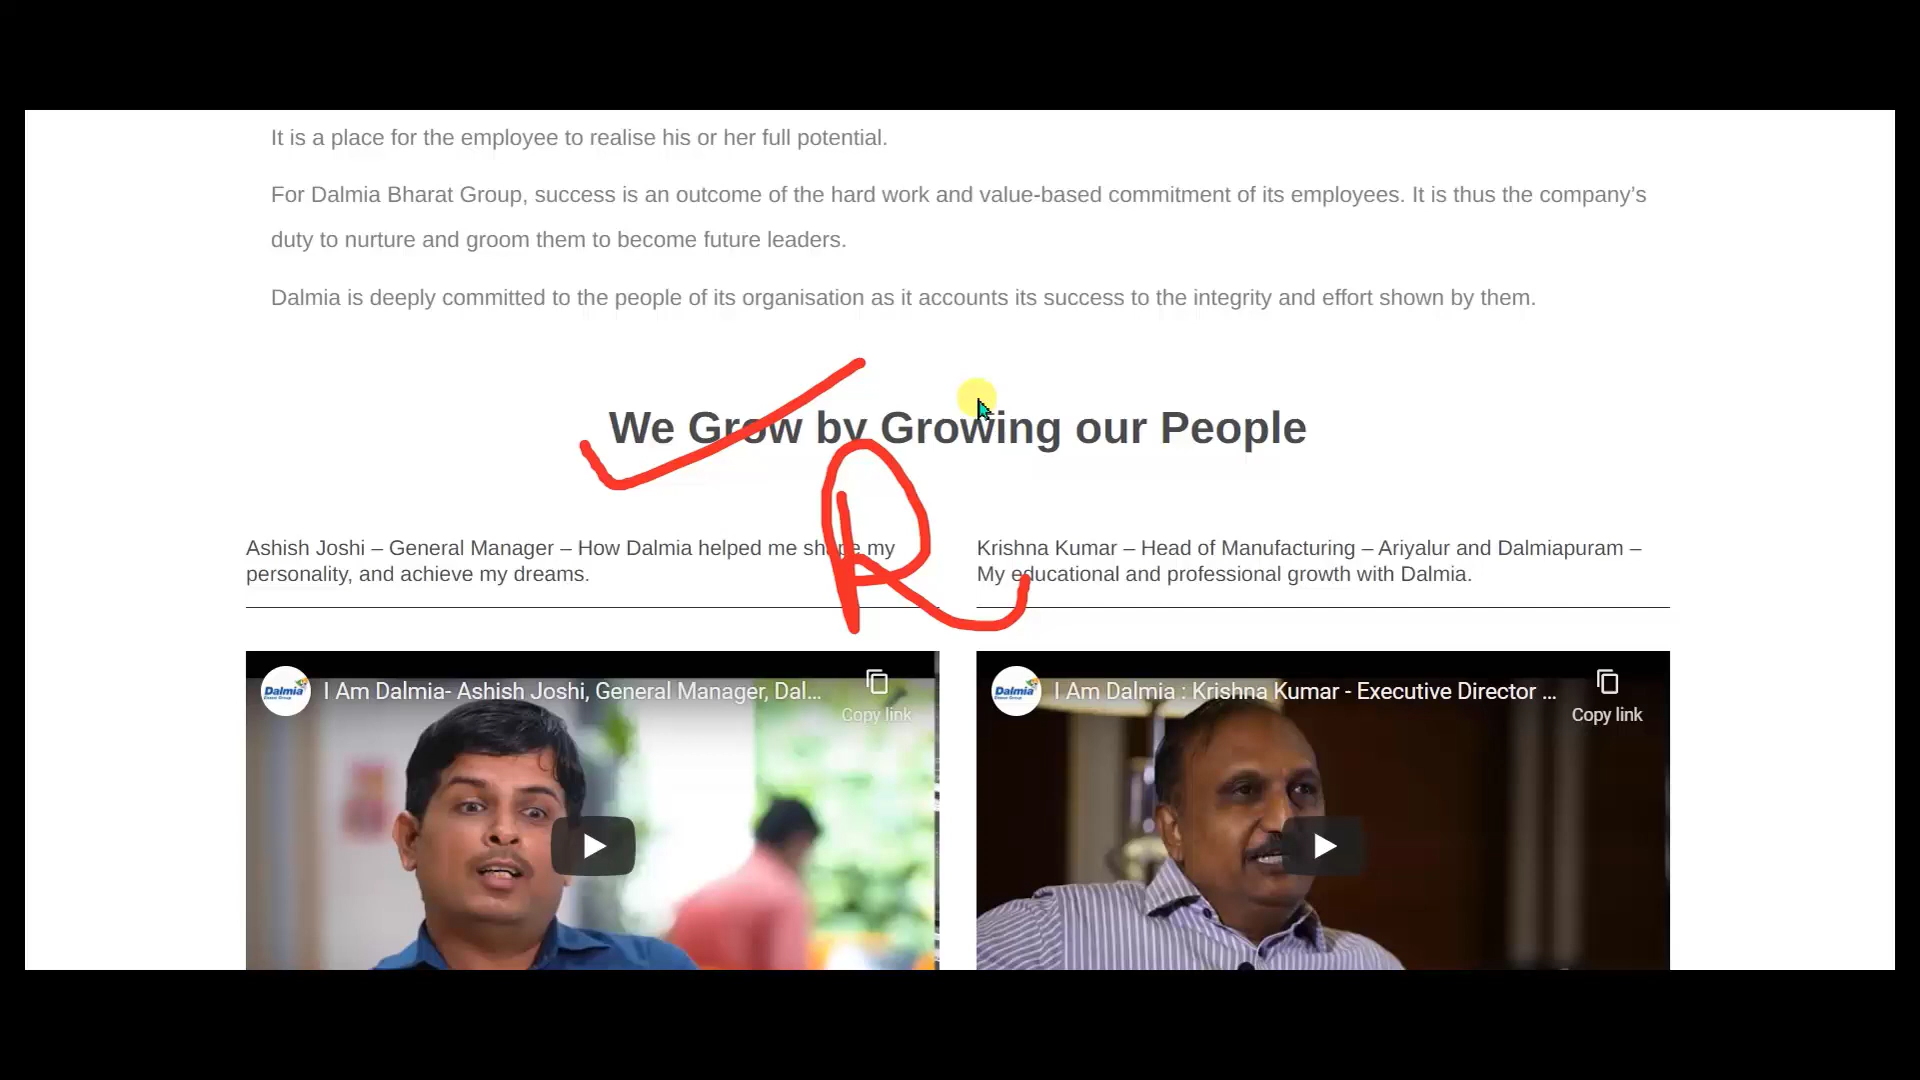 It is a place for the employee to realise his or her full potential.
For Dalmia Bharat Group, success is an outcome of the hard work and value-based commitment of its employees. It is thus the company’s
duty to nurture and groom them to become future leaders.
Dalmia is deeply committed to the people of its organisation as it accounts its success to the integrity and effort shown by them.
We Grow by Growing our People
R
Ashish Joshi – General Manager – How Dalmia helped me shape my
personality, and achieve my dreams.
Krishna Kumar – Head of Manufacturing – Ariyalur and Dalmiapuram –
My educational and professional growth with Dalmia.
Dalmia
I Am Dalmia- Ashish Joshi, General Manager, Dal...
Copy link
Dalmia
I Am Dalmia : Krishna Kumar - Executive Director ...
Copy link